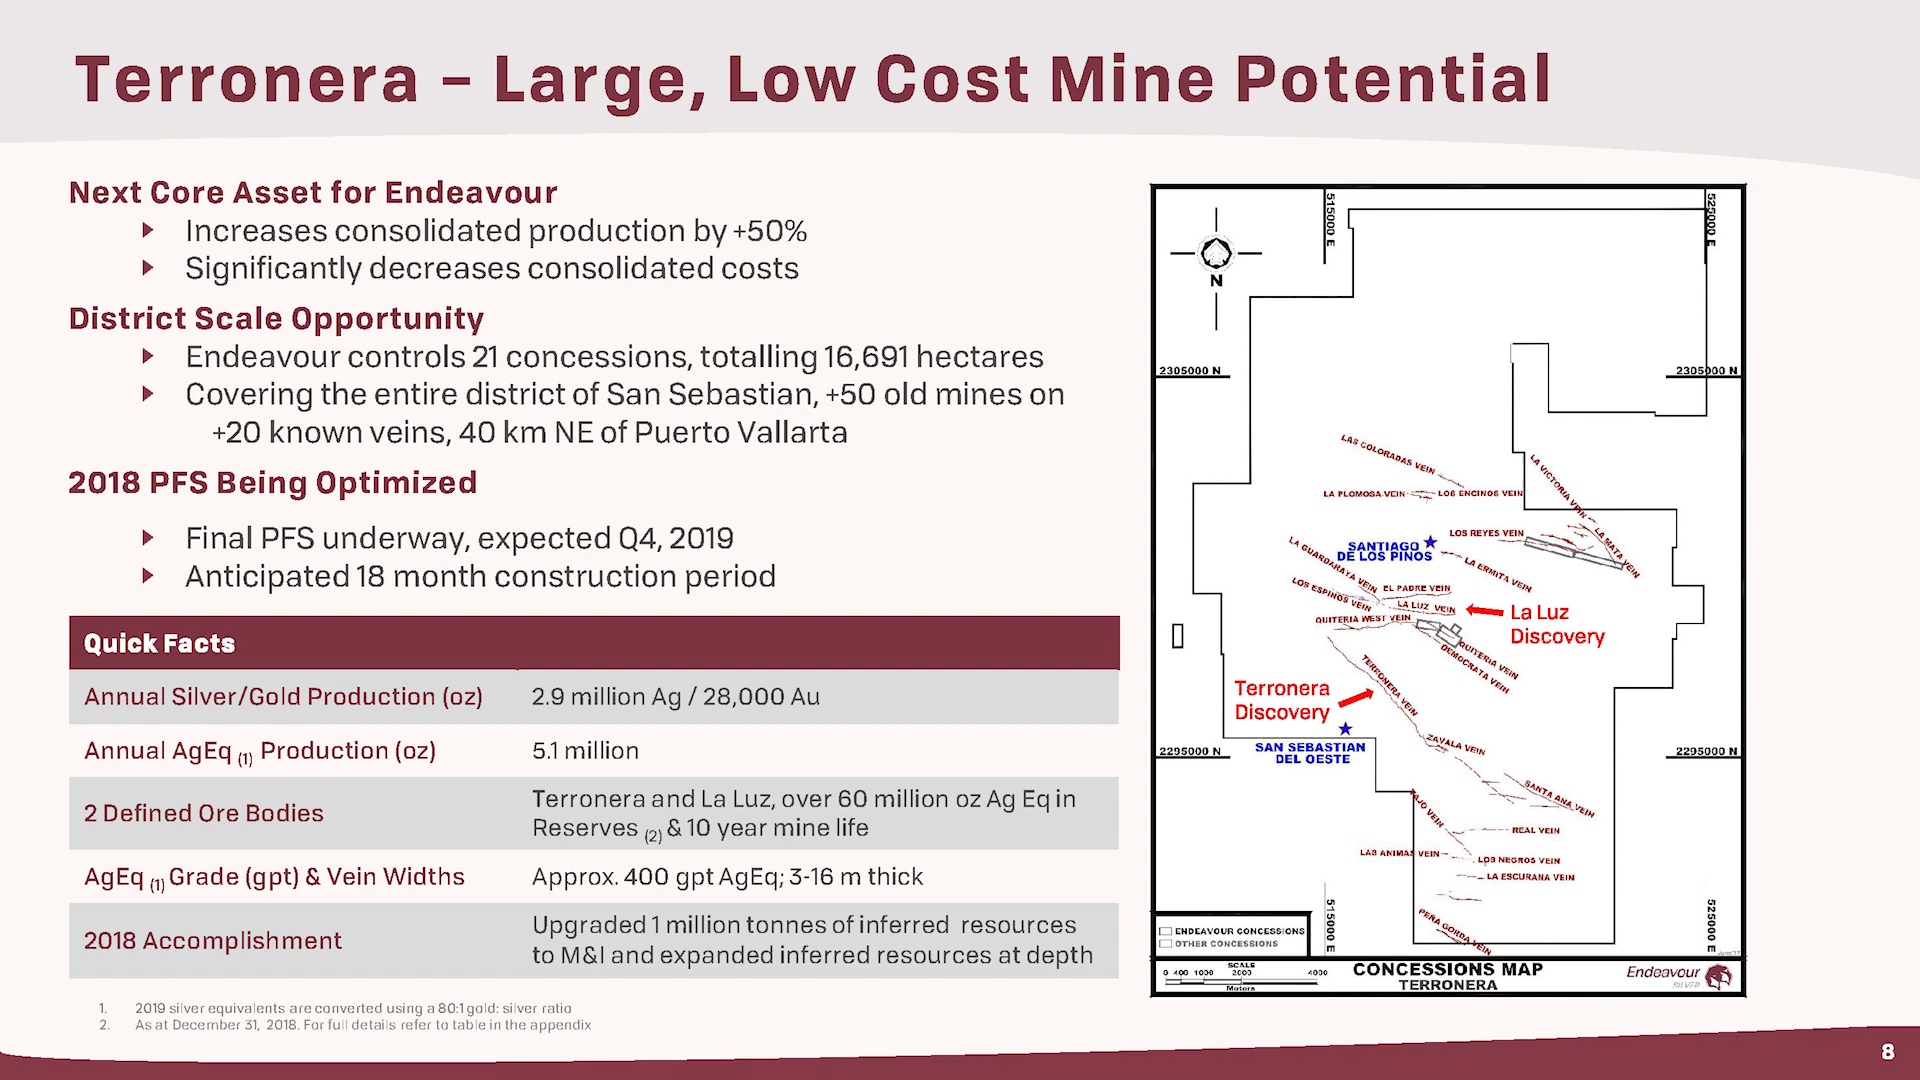 Terronera – Large, Low Cost Mine Potential
Next Core Asset for Endeavour
Increases consolidated production by +50%
Significantly decreases consolidated costs
District Scale Opportunity
Endeavour controls 21 concessions, totalling 16,691 hectares
Covering the entire district of San Sebastian, +50 old mines on
+20 known veins, 40 km NE of Puerto Vallarta
2018 PFS Being Optimized
Final PFS underway, expected Q4, 2019
Anticipated 18 month construction period
Quick Facts
Annual Silver/Gold Production (oz) 2.9 million Ag / 28,000 Au
Annual AgEq (1) Production (oz) 5.1 million
2 Defined Ore Bodies
Terronera and La Luz, over 60 million oz Ag Eq in
Reserves (2) & 10 year mine life
AgEq (1) Grade (gpt) & Vein Widths Approx. 400 gpt AgEq; 3-16 m thick
2018 Accomplishment
Upgraded 1 million tonnes of inferred resources
to M&I and expanded inferred resources at depth
1. 2019 silver equivalents are converted using a 80:1 gold: silver ratio
2. As at December 31, 2018. For full details refer to table in the appendix
515000 E
525000 E
N
2305000 N
2305000 N
LAS COLORADAS VEIN
LA VICTORIA VEIN
LA PLOMOSA VEIN
LOS ENCINOS VEIN
LOS REYES VEIN
LA MATA VEIN
SANTIAGO
DE LOS PINOS
LA GUARDARAYA VEIN
LA ERMITA VEIN
LOS ESPINOS VEIN
EL PADRE VEIN
LA LUZ VEIN
La Luz
Discovery
QUITERIA WEST VEIN
QUITERIA VEIN
DEMOCRATA VEIN
TERRONERA VEIN
Terronera
Discovery
SAN SEBASTIAN
DEL OESTE
ZAVALA VEIN
2295000 N
2295000 N
SANTA ANA VEIN
TAJO VEIN
REAL VEIN
LAS ANIMAS VEIN
LOS NEGROS VEIN
LA ESCURANA VEIN
PEÑA GORDA VEIN
515000 E
525000 E
ENDEAVOUR CONCESSIONS
OTHER CONCESSIONS
SCALE
0 400 1000 2000 4000
Meters
CONCESSIONS MAP
TERRONERA
Endeavour
SILVER
8